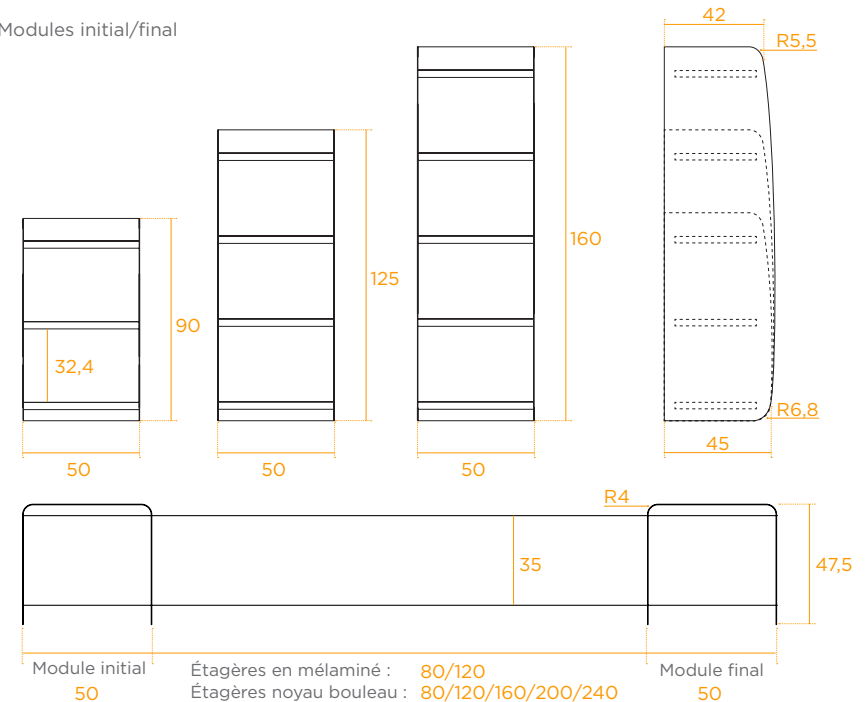 Modules initial/final
42
R5,5
160
125
90
32,4
R6,8
45
50
50
50
R4
35
47,5
Module initial
50
Étagères en mélaminé : 80/120
Étagères noyau bouleau : 80/120/160/200/240
Module final
50